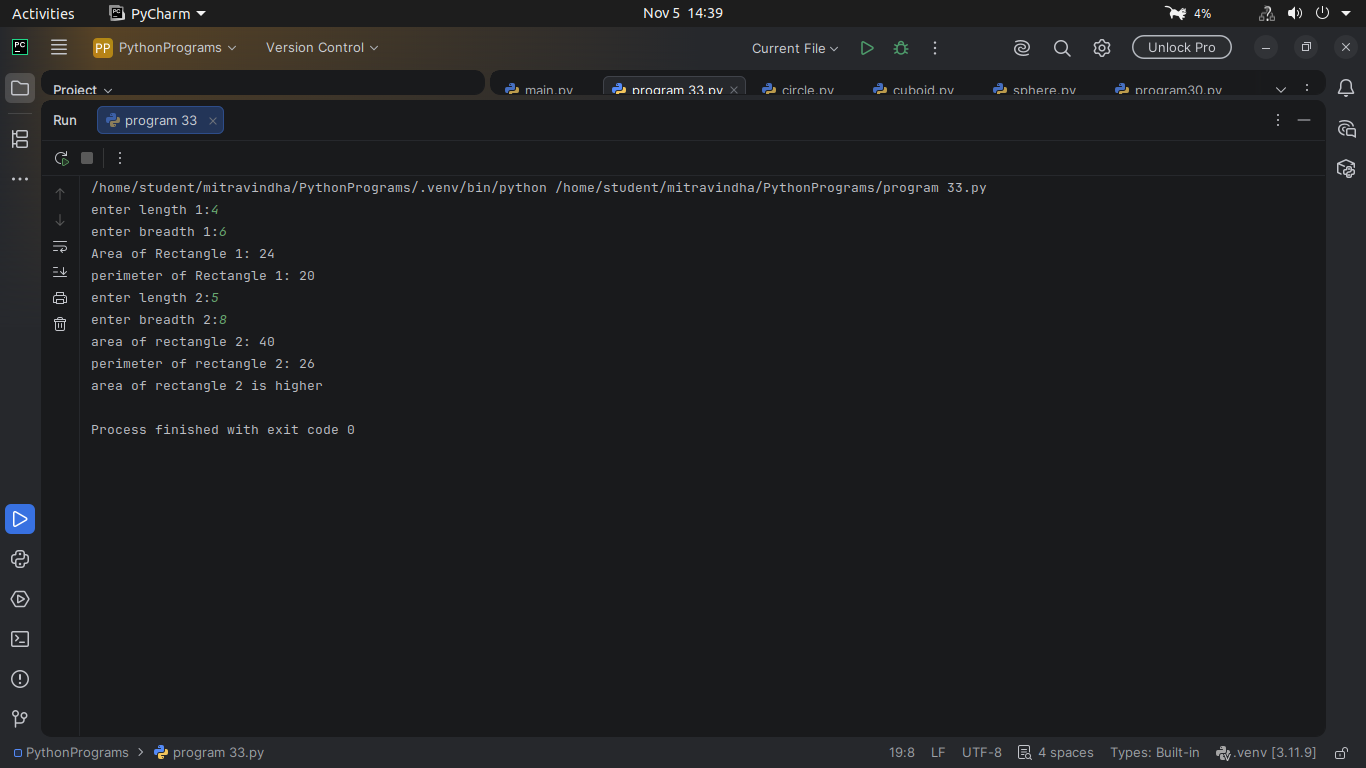 Activities PyCharm Nov 5 14:39 4%
PC PP PythonPrograms Version Control Current File Unlock Pro
Project main.py program 33.py circle.py cuboid.py sphere.py program30.py
Run program 33
/home/student/mitravindha/PythonPrograms/.venv/bin/python /home/student/mitravindha/PythonPrograms/program 33.py
enter length 1:4
enter breadth 1:6
Area of Rectangle 1: 24
perimeter of Rectangle 1: 20
enter length 2:5
enter breadth 2:8
area of rectangle 2: 40
perimeter of rectangle 2: 26
area of rectangle 2 is higher
Process finished with exit code 0
PythonPrograms program 33.py 19:8 LF UTF-8 4 spaces Types: Built-in .venv [3.11.9]